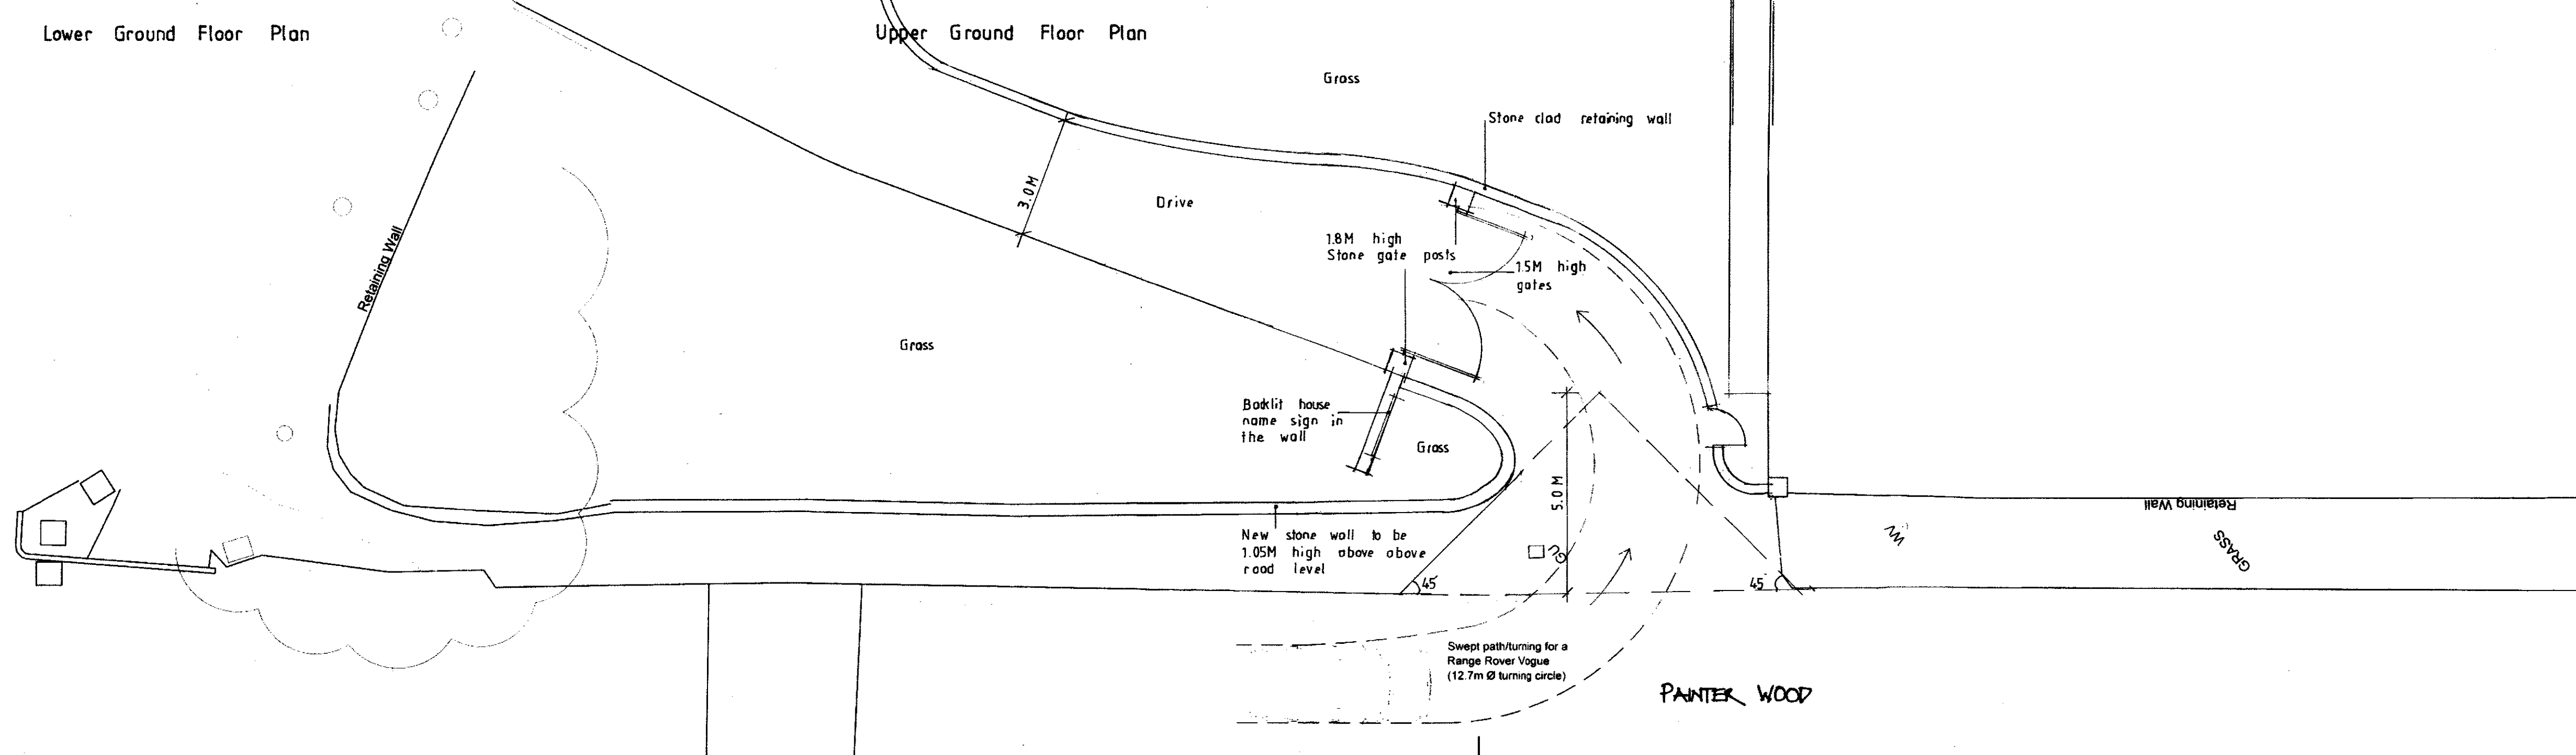 Lower Ground Floor Plan
Upper Ground Floor Plan
Grass
Stone clad retaining wall
3.0M
Drive
1.8M high
Stone gate posts
1.5M high
gates
Retaining Wall
Grass
Backlit house
name sign in
the wall
Grass
5.0M
New stone wall to be
1.05M high above above
road level
GU
45
45
Retaining Wall
GRASS
Swept path/turning for a
Range Rover Vogue
(12.7m Ø turning circle)
PAINTER WOOD